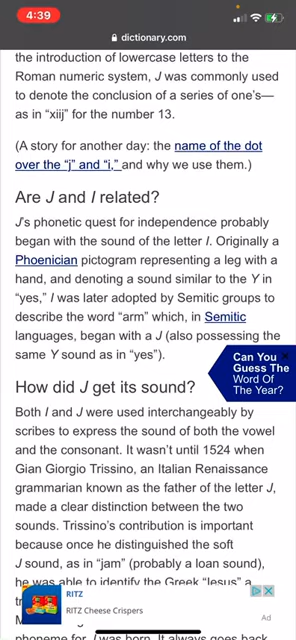 4:39
dictionary.com
the introduction of lowercase letters to the
Roman numeric system, J was commonly used
to denote the conclusion of a series of one's—
as in "xiij" for the number 13.
(A story for another day: the name of the dot
over the "j" and "i," and why we use them.)
Are J and I related?
J's phonetic quest for independence probably
began with the sound of the letter I. Originally a
Phoenician pictogram representing a leg with a
hand, and denoting a sound similar to the Y in
"yes," I was later adopted by Semitic groups to
describe the word "arm" which, in Semitic
languages, began with a J (also possessing the
same Y sound as in "yes").
Can You
Guess The
Word Of
The Year?
How did J get its sound?
Both I and J were used interchangeably by
scribes to express the sound of both the vowel
and the consonant. It wasn't until 1524 when
Gian Giorgio Trissino, an Italian Renaissance
grammarian known as the father of the letter J,
made a clear distinction between the two
sounds. Trissino's contribution is important
because once he distinguished the soft
J sound, as in "jam" (probably a loan sound),
he was able to identify the Greek "Iesus" a
RITZ
RITZ Cheese Crispers
Ad
phoneme for J was born. It always goes back